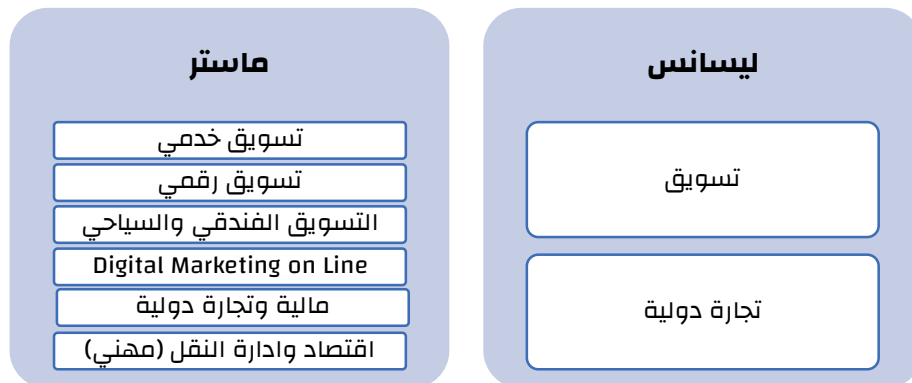 ليسانس
تسويق
تجارة دولية
ماستر
تسويق خدمي
تسويق رقمي
التسويق الفندقي والسياحي
Digital Marketing on Line
مالية وتجارة دولية
اقتصاد وادارة النقل (مهني)